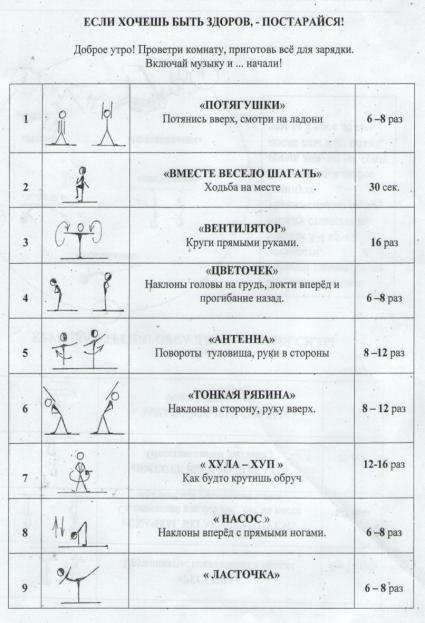 ЕСЛИ ХОЧЕШЬ БЫТЬ ЗДОРОВ, - ПОСТАРАЙСЯ!
Доброе утро! Проветри комнату, приготовь всё для зарядки.
Включай музыку и ... начали!
1 «ПОТЯГУШКИ»
Потянись вверх, смотри на ладони 6 –8 раз
2 «ВМЕСТЕ ВЕСЕЛО ШАГАТЬ»
Ходьба на месте 30 сек.
3 «ВЕНТИЛЯТОР»
Круги прямыми руками. 16 раз
4 «ЦВЕТОЧЕК»
Наклоны головы на грудь, локти вперёд и
прогибание назад. 6 –8 раз
5 «АНТЕННА»
Повороты туловища, руки в стороны 8 –12 раз
6 «ТОНКАЯ РЯБИНА»
Наклоны в сторону, руку вверх. 8 – 12 раз
7 « ХУЛА – ХУП » 12-16 раз
Как будто крутишь обруч
8 « НАСОС »
Наклоны вперёд с прямыми ногами. 6 –8 раз
9 « ЛАСТОЧКА»
6 – 8 раз